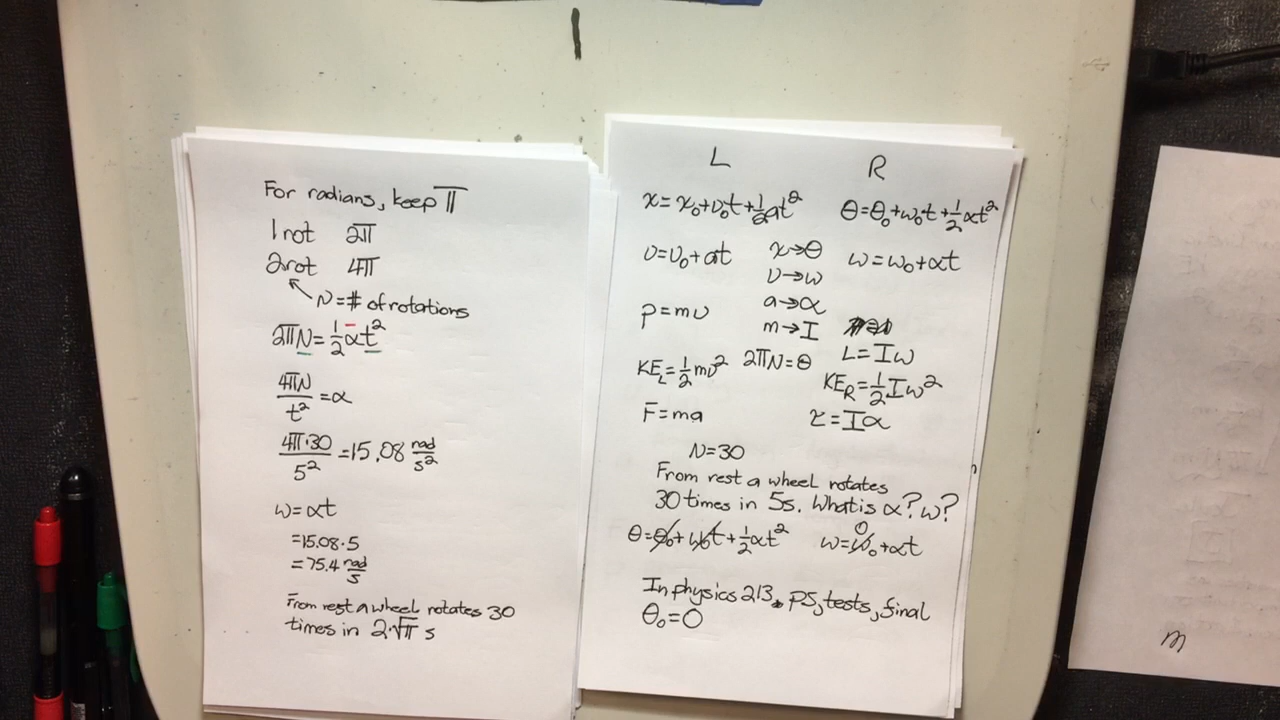 For radians, keep π
1 rot 2π
2 rot 4π
N = # of rotations
2πN = 1/2 αt²
4πN/t² = α
4π·30/5² = 15.08 rad/s²
ω = αt
= 15.08·5
= 75.4 rad/s
From rest a wheel rotates 30
times in 2·√π s
L R
x = x₀ + v₀t + 1/2 at² θ = θ₀ + ω₀t + 1/2 αt²
v = v₀ + at x → θ ω = ω₀ + αt
v → ω
a → α
p = mv m → I
L = Iω
KE_L = 1/2 mv² 2πN = θ KE_R = 1/2 Iω²
F = ma τ = Iα
N = 30
From rest a wheel rotates
30 times in 5s. What is α? ω?
θ = θ₀ + ω₀t + 1/2 αt² ω = ω₀ + αt
0
In physics 213, PS, tests, final
θ₀ = 0
m